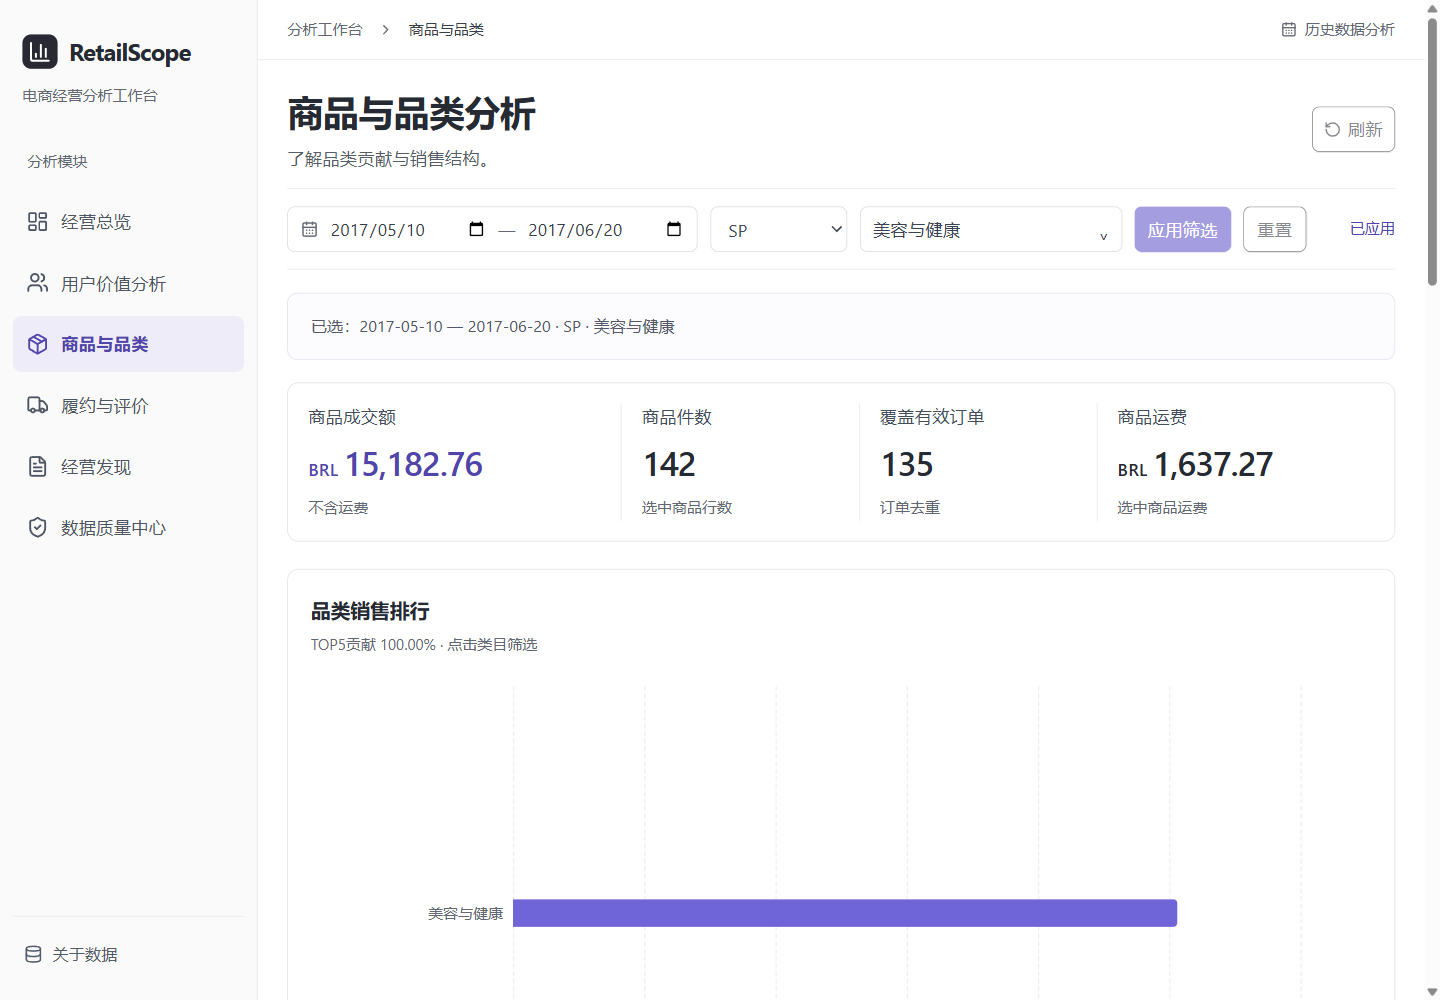 RetailScope
电商经营分析工作台
分析模块
经营总览
用户价值分析
商品与品类
履约与评价
经营发现
数据质量中心
关于数据
分析工作台 > 商品与品类
历史数据分析
商品与品类分析
了解品类贡献与销售结构。
刷新
2017/05/10 — 2017/06/20
SP
美容与健康
应用筛选
重置
已应用
已选：2017-05-10 — 2017-06-20 · SP · 美容与健康
商品成交额
BRL 15,182.76
不含运费
商品件数
142
选中商品行数
覆盖有效订单
135
订单去重
商品运费
BRL 1,637.27
选中商品运费
品类销售排行
TOP5贡献 100.00% · 点击类目筛选
美容与健康